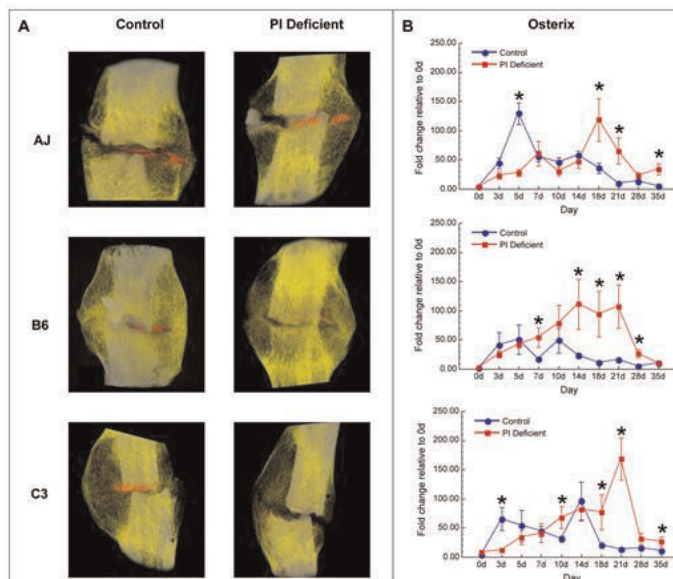 A
Control
PI Deficient
AJ
B6
C3
B
Osterix
Control
PI Deficient
Fold change relative to 0d
250.00
200.00
150.00
100.00
50.00
0.00
*
*
*
*
0d 3d 5d 7d 10d 14d 18d 21d 28d 35d
Day
Control
PI Deficient
Fold change relative to 0d
250.00
200.00
150.00
100.00
50.00
0.00
*
*
*
*
*
0d 3d 5d 7d 10d 14d 18d 21d 28d 35d
Day
Control
PI Deficient
Fold change relative to 0d
250.00
200.00
150.00
100.00
50.00
0.00
*
*
*
*
*
0d 3d 5d 7d 10d 14d 18d 21d 28d 35d
Day